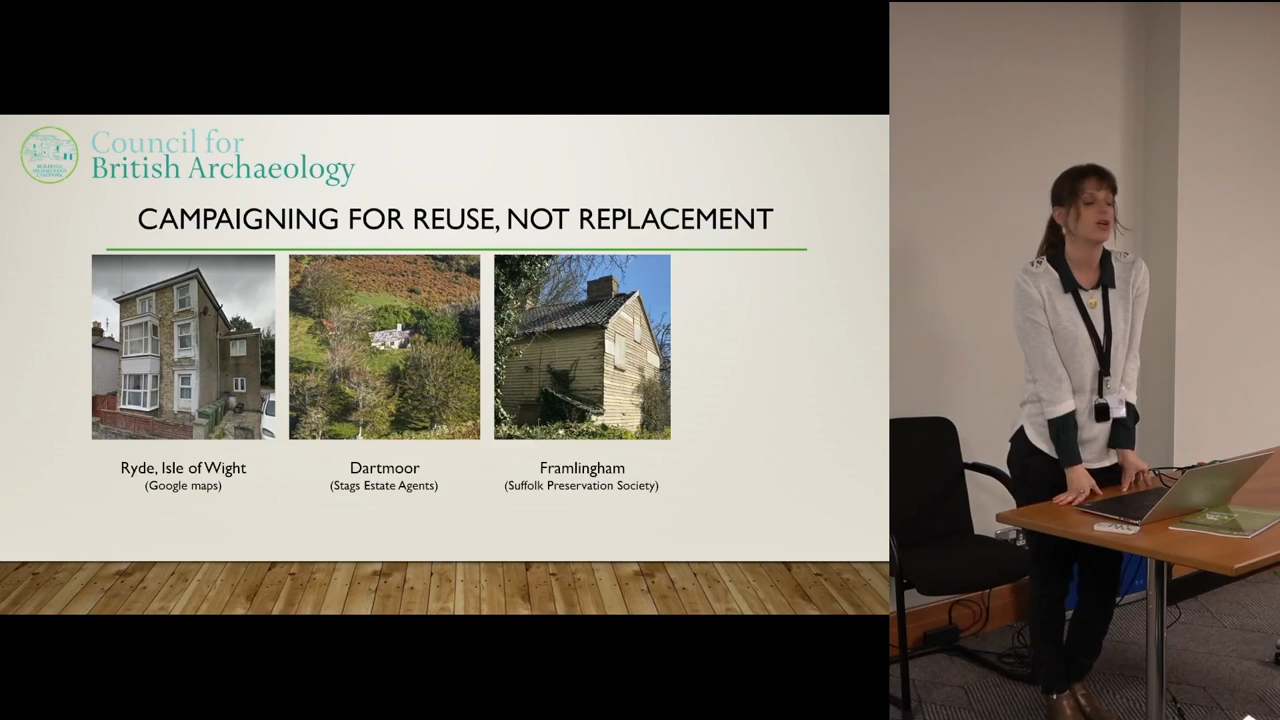 Council for
British Archaeology
CAMPAIGNING FOR REUSE, NOT REPLACEMENT
Ryde, Isle of Wight
(Google maps)
Dartmoor
(Stags Estate Agents)
Framlingham
(Suffolk Preservation Society)